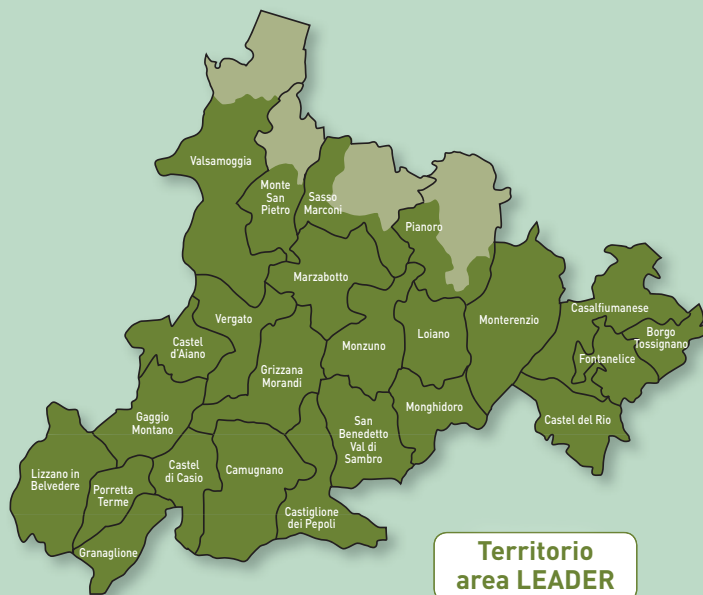 Valsamoggia
Monte
San
Pietro
Sasso
Marconi
Pianoro
Marzabotto
Vergato
Castel
d'Aiano
Grizzana
Morandi
Monzuno
Loiano
Monterenzio
Casalfiumanese
Borgo
Tossignano
Fontanelice
Castel del Rio
Monghidoro
Gaggio
Montano
San
Benedetto
Val di
Sambro
Lizzano in
Belvedere
Porretta
Terme
Castel
di Casio
Camugnano
Castiglione
dei Pepoli
Granaglione
Territorio
area LEADER